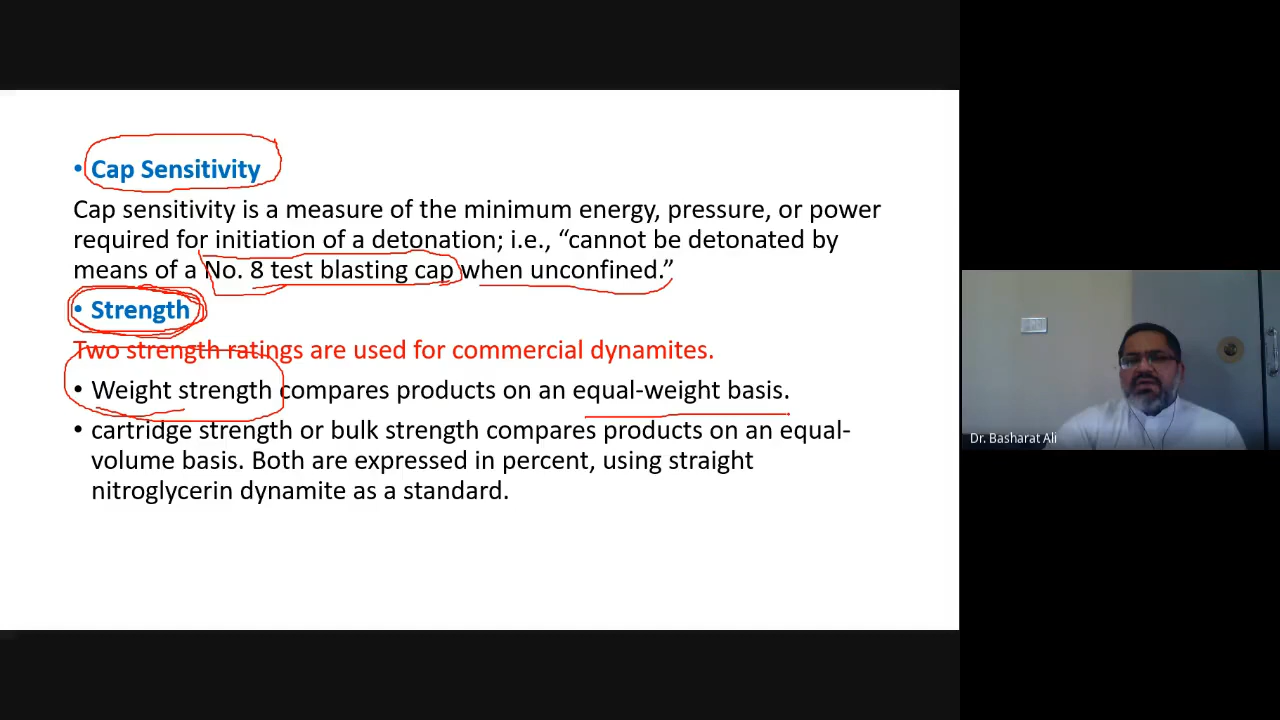 • Cap Sensitivity
Cap sensitivity is a measure of the minimum energy, pressure, or power
required for initiation of a detonation; i.e., “cannot be detonated by
means of a No. 8 test blasting cap when unconfined.”
• Strength
Two strength ratings are used for commercial dynamites.
• Weight strength compares products on an equal-weight basis.
• cartridge strength or bulk strength compares products on an equal-
volume basis. Both are expressed in percent, using straight
nitroglycerin dynamite as a standard.
Dr. Basharat Ali